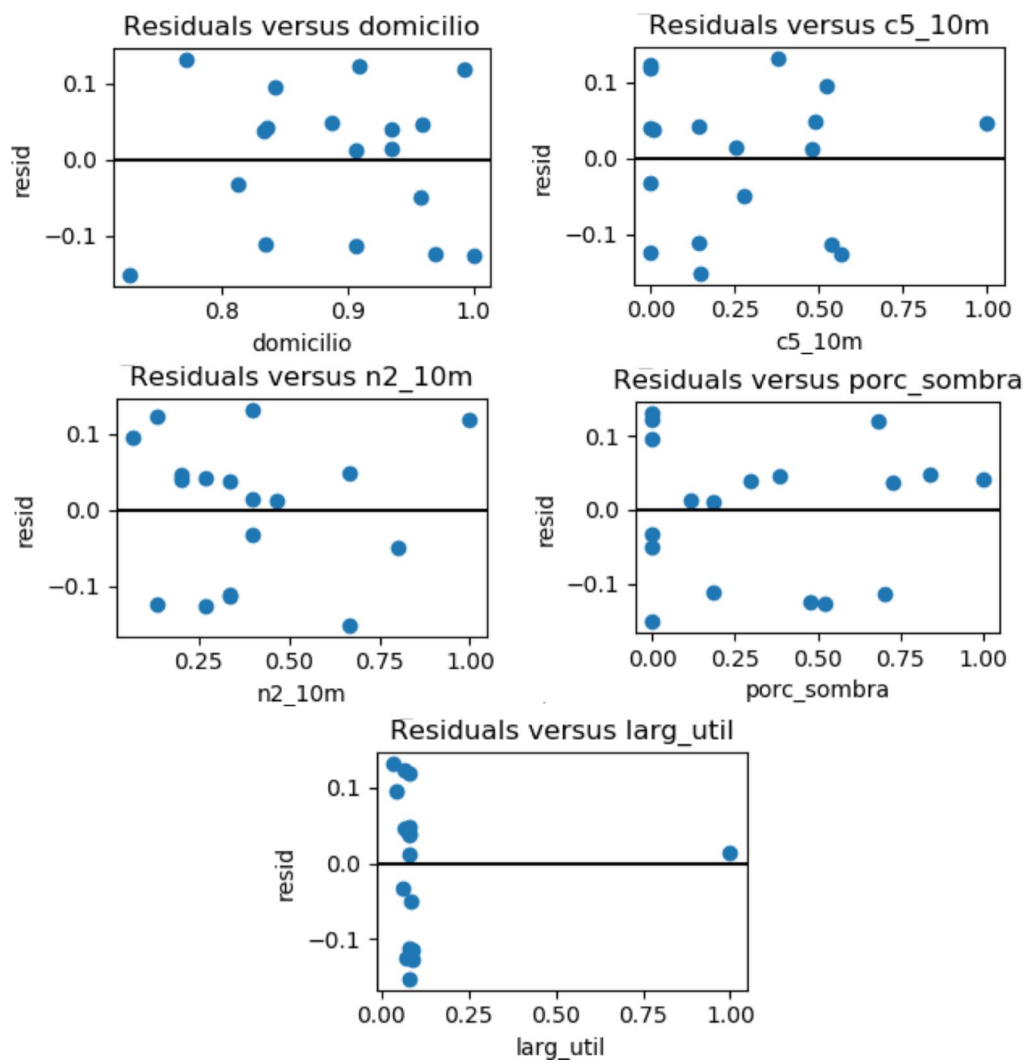 Residuals versus domicilio
0.1
0.0
−0.1
resid
0.8 0.9 1.0
domicilio
Residuals versus c5_10m
0.1
0.0
−0.1
resid
0.00 0.25 0.50 0.75 1.00
c5_10m
Residuals versus n2_10m
0.1
0.0
−0.1
resid
0.25 0.50 0.75 1.00
n2_10m
Residuals versus porc_sombra
0.1
0.0
−0.1
resid
0.00 0.25 0.50 0.75 1.00
porc_sombra
Residuals versus larg_util
0.1
0.0
−0.1
resid
0.00 0.25 0.50 0.75 1.00
larg_util